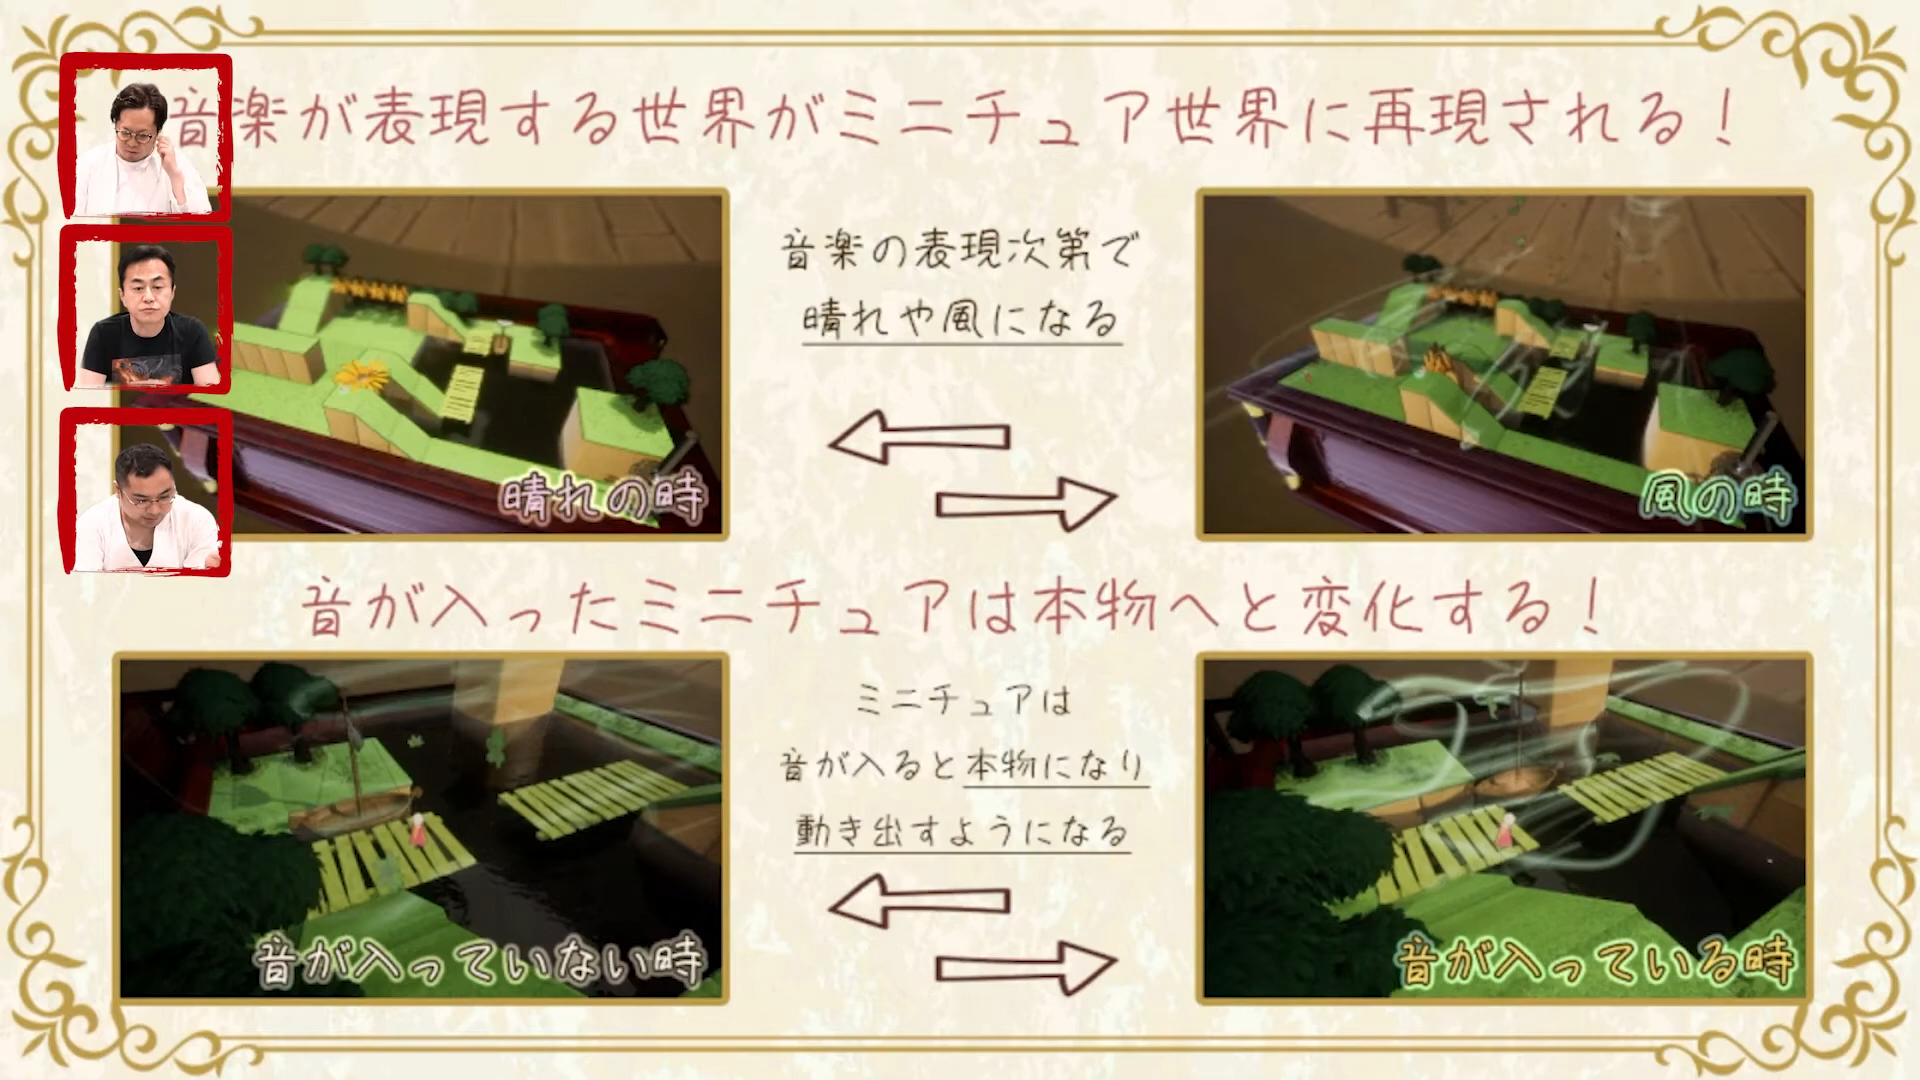 音楽が表現する世界がミニチュア世界に再現される!
音楽の表現次第で
晴れや風になる
晴れの時
風の時
音が入ったミニチュアは本物へと変化する!
ミニチュアは
音が入ると本物になり
動き出すようになる
音が入っていない時
音が入っている時